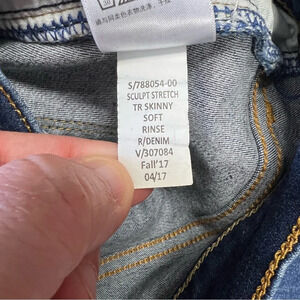 S/788054-00
SCULPT STRETCH
TR SKINNY
SOFT
RINSE
R/DENIM
V/307084
Fall'17
04/17